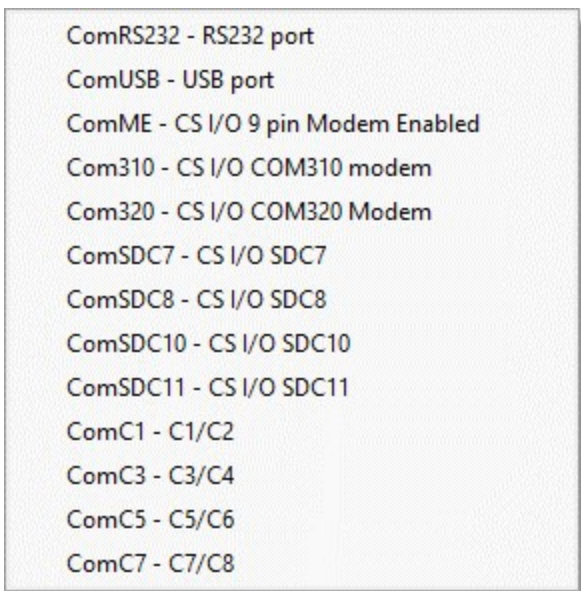 ComRS232 - RS232 port
ComUSB - USB port
ComME - CS I/O 9 pin Modem Enabled
Com310 - CS I/O COM310 modem
Com320 - CS I/O COM320 Modem
ComSDC7 - CS I/O SDC7
ComSDC8 - CS I/O SDC8
ComSDC10 - CS I/O SDC10
ComSDC11 - CS I/O SDC11
ComC1 - C1/C2
ComC3 - C3/C4
ComC5 - C5/C6
ComC7 - C7/C8